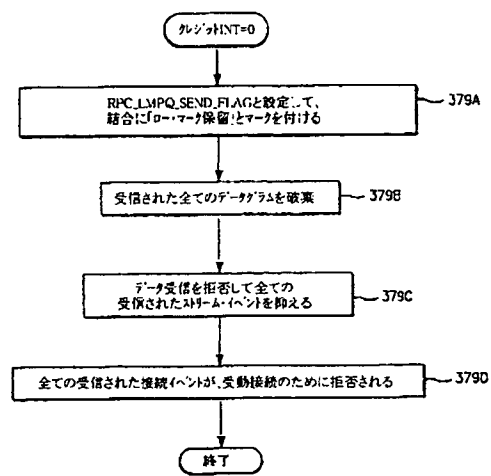 クレジットINT=0
RPC_LMPQ_SEND_FLAGと設定して、
結合に「ロー・マーク保留」とマークを付ける
379A
受信された全てのデータグラムを破棄
379B
データ受信を拒否して全ての
受信されたストリーム・イベントを抑える
379C
全ての受信された接続イベントが、受動接続のために拒否される
379D
終了